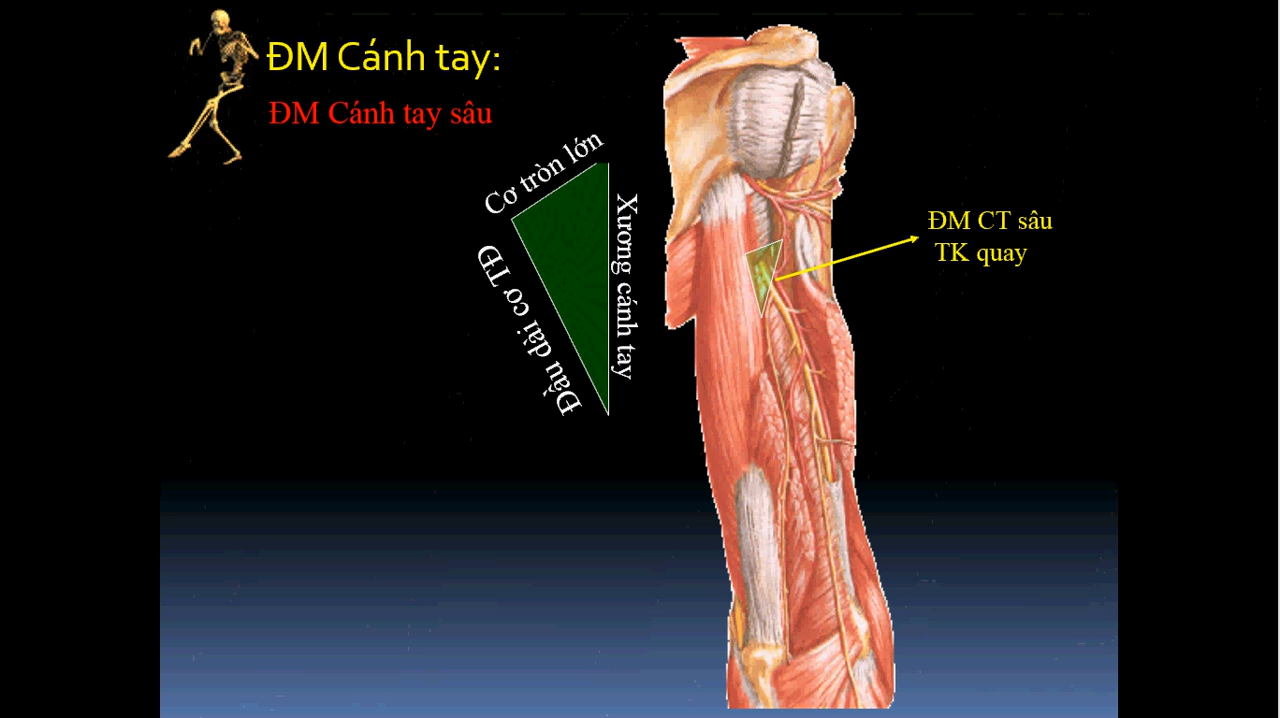 ĐM Cánh tay:
ĐM Cánh tay sâu
Cơ tròn lớn
Xương cánh tay
Đầu dài cơ TĐ
ĐM CT sâu
TK quay